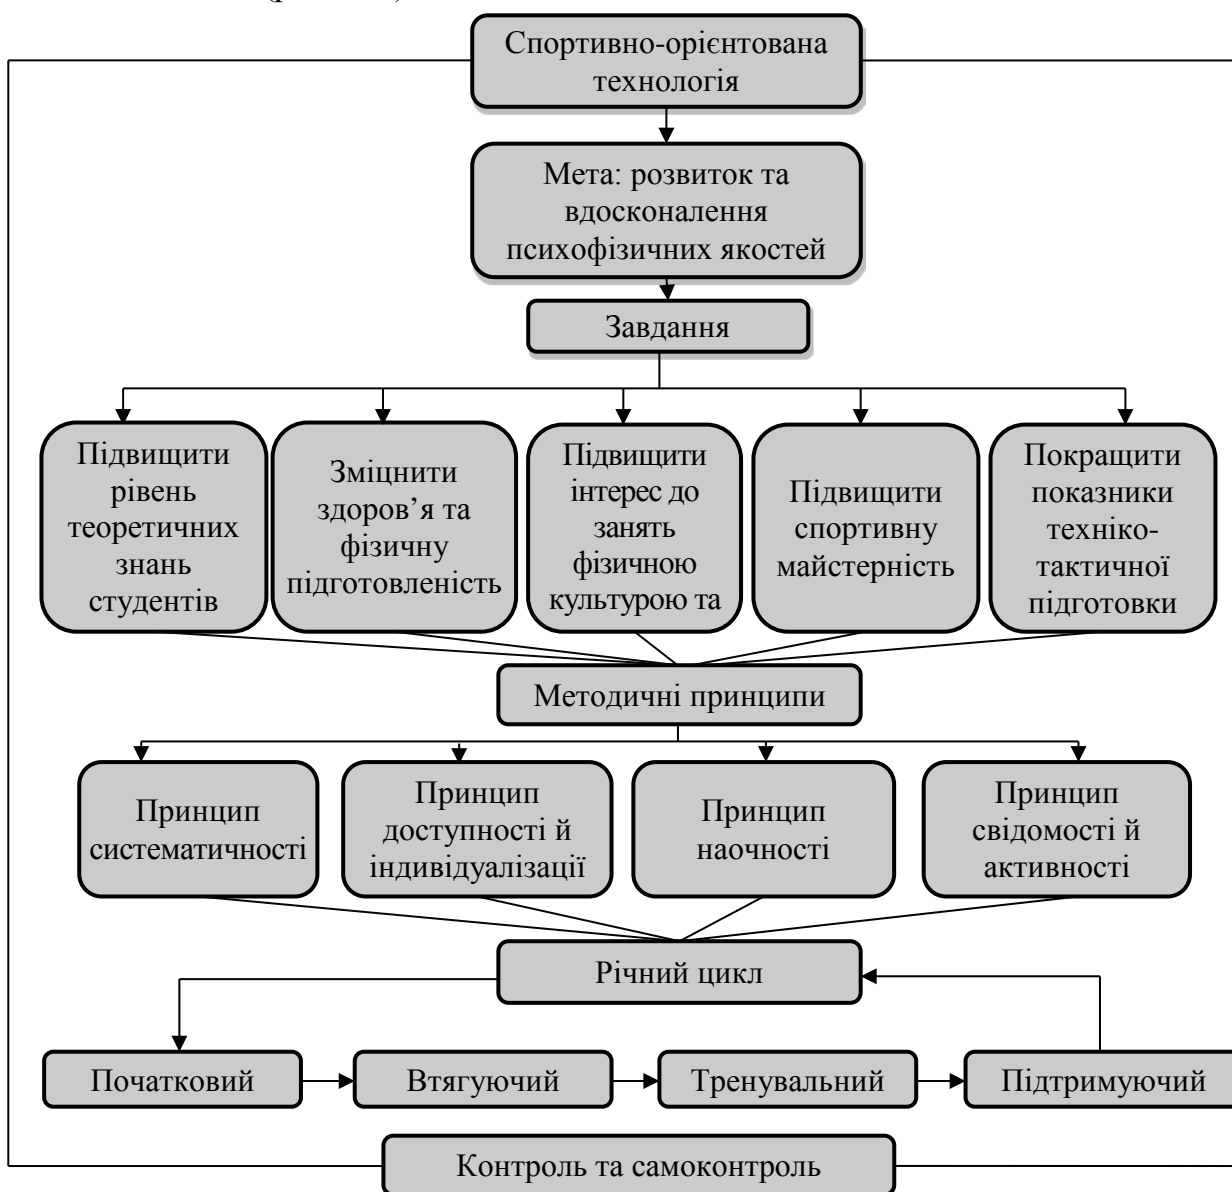 Спортивно-орієнтована
технологія
Мета: розвиток та
вдосконалення
психофізичних якостей
Завдання
Підвищити
рівень
теоретичних
знань
студентів
Зміцнити
здоров’я та
фізичну
підготовленість
Підвищити
інтерес до
занять
фізичною
культурою та
Підвищити
спортивну
майстерність
Покращити
показники
техніко-
тактичної
підготовки
Методичні принципи
Принцип
систематичності
Принцип
доступності й
індивідуалізації
Принцип
наочності
Принцип
свідомості й
активності
Річний цикл
Початковий
Втягуючий
Тренувальний
Підтримуючий
Контроль та самоконтроль